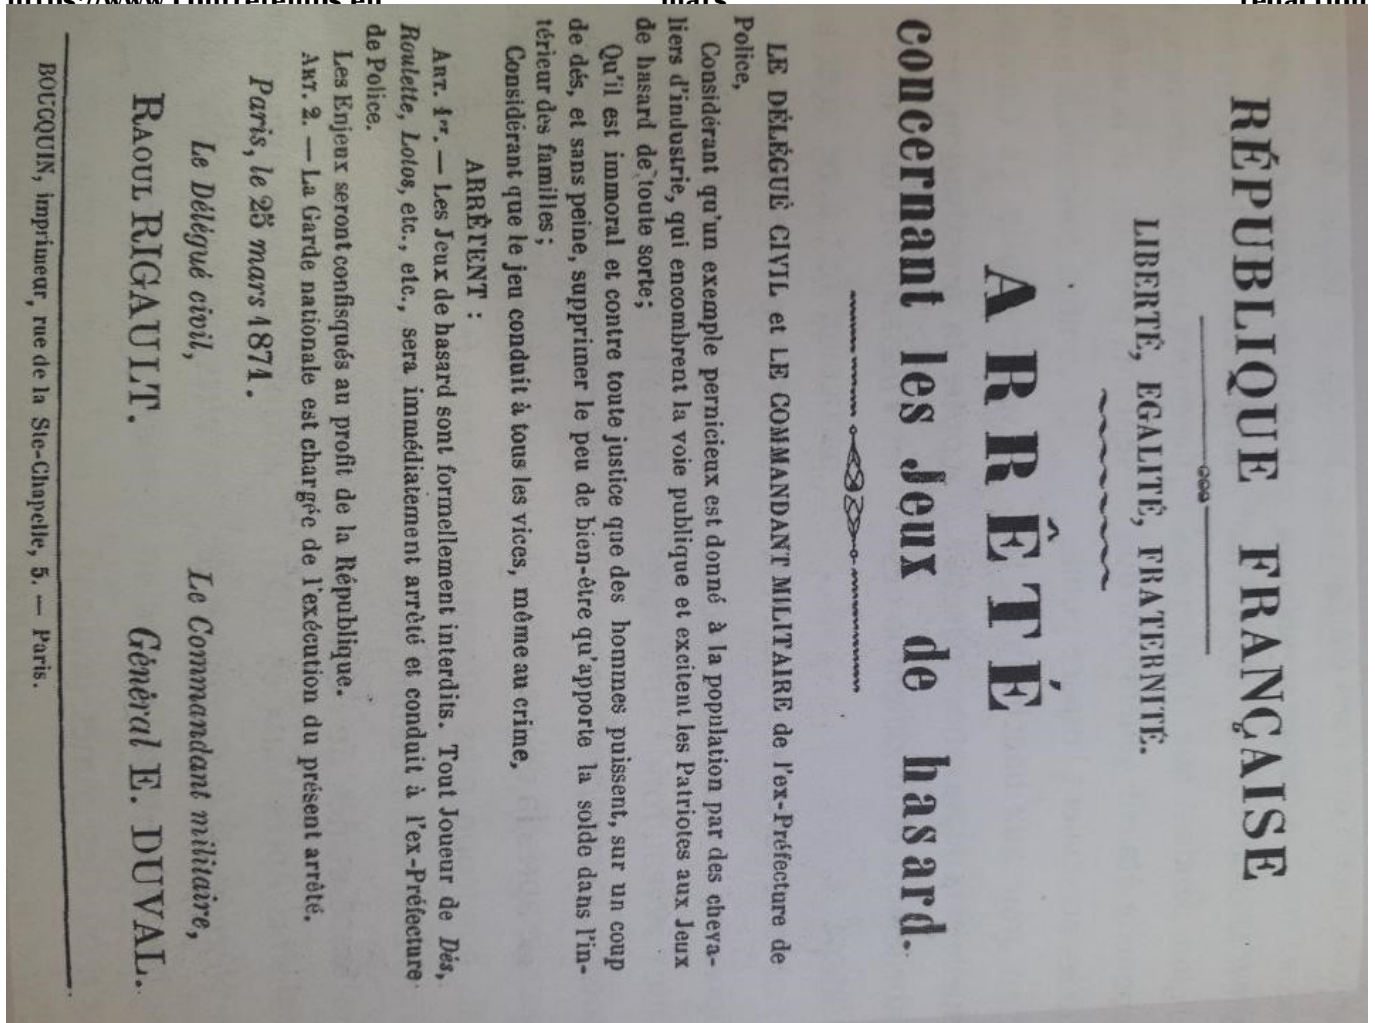 RÉPUBLIQUE FRANÇAISE
LIBERTÉ, EGALITÉ, FRATERNITÉ.
ARRÊTÉ
concernant les Jeux de hasard.
LE DÉLÉGUÉ CIVIL et LE COMMANDANT MILITAIRE de l'ex-Préfecture de
Police,
Considérant qu'un exemple pernicieux est donné à la population par des cheva-
liers d'industrie, qui encombrent la voie publique et excitent les Patriotes aux Jeux
de hasard de toute sorte;
Qu'il est immoral et contre toute justice que des hommes puissent, sur un coup
de dés, et sans peine, supprimer le peu de bien-être qu'apporte la solde dans l'in-
térieur des familles;
Considérant que le jeu conduit à tous les vices, même au crime,
ARRÊTENT :
ART. 1er. — Les Jeux de hasard sont formellement interdits. Tout Joueur de Dés,
Roulette, Lotos, etc., etc., sera immédiatement arrêté et conduit à l'ex-Préfecture
de Police.
Les Enjeux seront confisqués au profit de la République.
ART. 2. — La Garde nationale est chargée de l'exécution du présent arrêté.
Paris, le 25 mars 1871.
Le Délégué civil, Le Commandant militaire,
RAOUL RIGAULT. Général E. DUVAL.
BOUCQUIN, imprimeur, rue de la Ste-Chapelle, 5. — Paris.